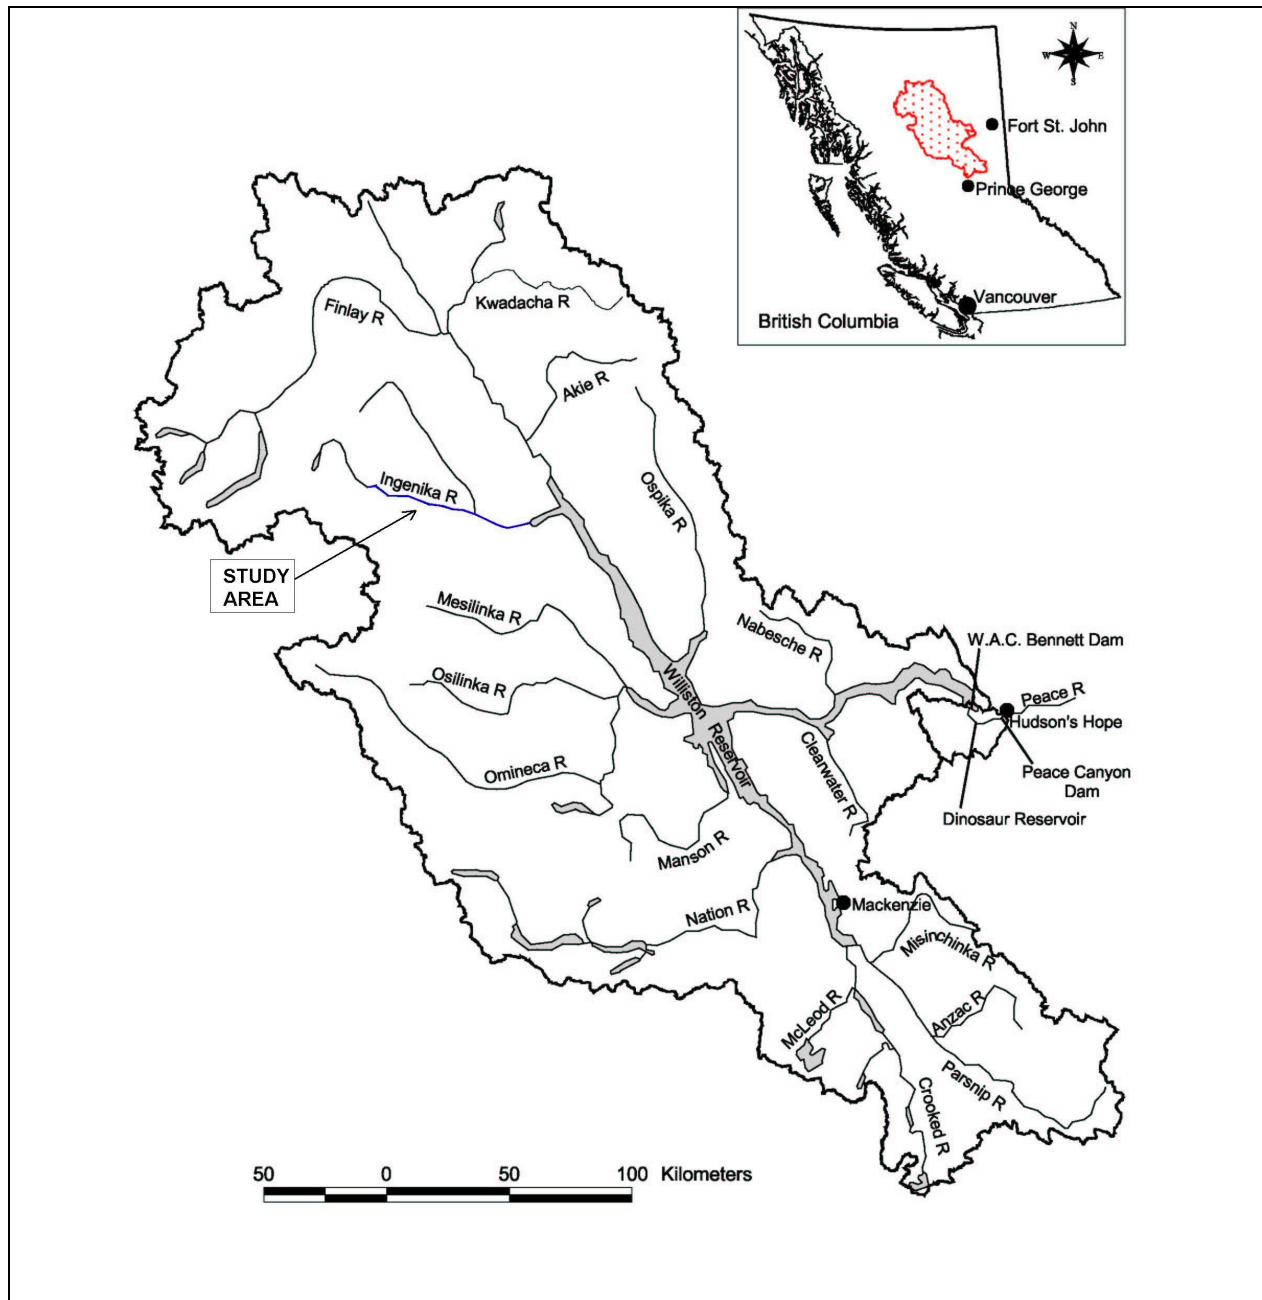 N
W E
S
Fort St. John
Prince George
Vancouver
British Columbia
Finlay R
Kwadacha R
Akie R
Ingenika R
Ospika R
STUDY
AREA
Mesilinka R
Nabesche R
W.A.C. Bennett Dam
Osilinka R
Williston Reservoir
Peace R
Hudson's Hope
Omineca R
Clearwater R
Peace Canyon
Dam
Dinosaur Reservoir
Manson R
Nation R
Mackenzie
Misinchinka R
McLeod R
Anzac R
Parsnip R
Crooked R
50 0 50 100 Kilometers